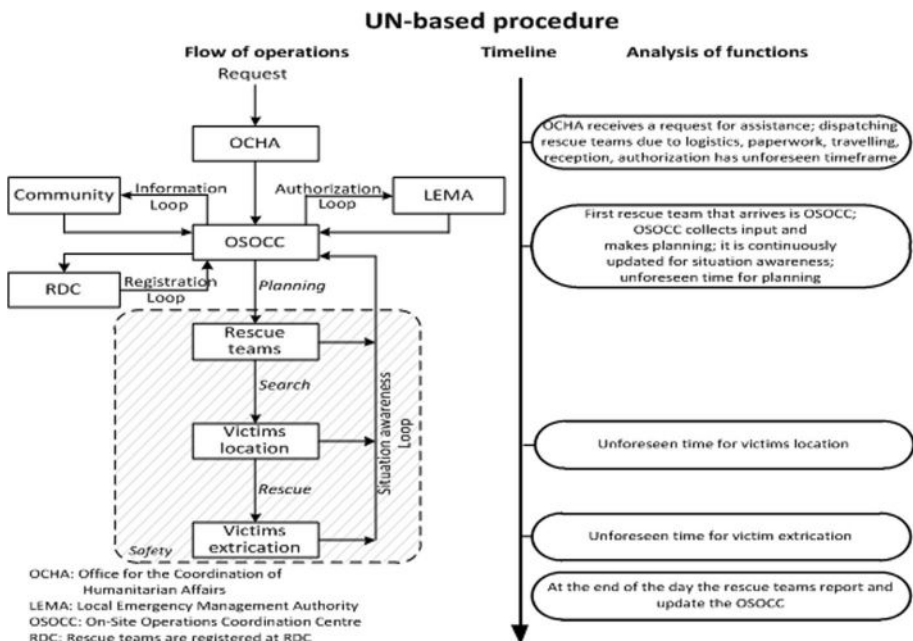 UN-based procedure
Flow of operations
Timeline
Analysis of functions
Request
OCHA
Community
Information
Loop
Authorization
Loop
LEMA
OSOCC
RDC
Registration
Loop
Planning
Rescue
teams
Search
Victims
location
Rescue
Victims
extrication
Safety
Situation awareness
Loop
OCHA receives a request for assistance; dispatching
rescue teams due to logistics, paperwork, travelling,
reception, authorization has unforeseen timeframe
First rescue team that arrives is OSOCC;
OSOCC collects input and
makes planning; it is continuously
updated for situation awareness;
unforeseen time for planning
Unforeseen time for victims location
Unforeseen time for victim extrication
At the end of the day the rescue teams report and
update the OSOCC
OCHA: Office for the Coordination of
Humanitarian Affairs
LEMA: Local Emergency Management Authority
OSOCC: On-Site Operations Coordination Centre
RDC: Rescue teams are registered at RDC